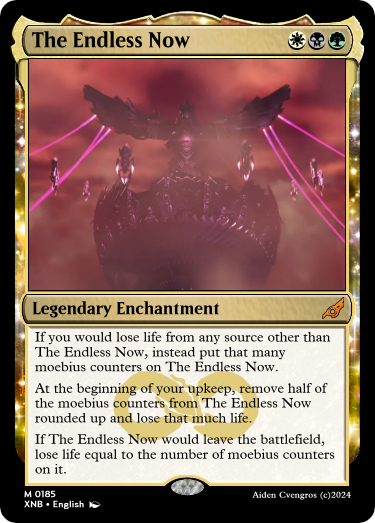 The Endless Now
Legendary Enchantment
If you would lose life from any source other than
The Endless Now, instead put that many
moebius counters on The Endless Now.
At the beginning of your upkeep, remove half of
the moebius counters from The Endless Now
rounded up and lose that much life.
If The Endless Now would leave the battlefield,
lose life equal to the number of moebius counters
on it.
M 0185
XNB • English
Aiden Cvengros (c)2024